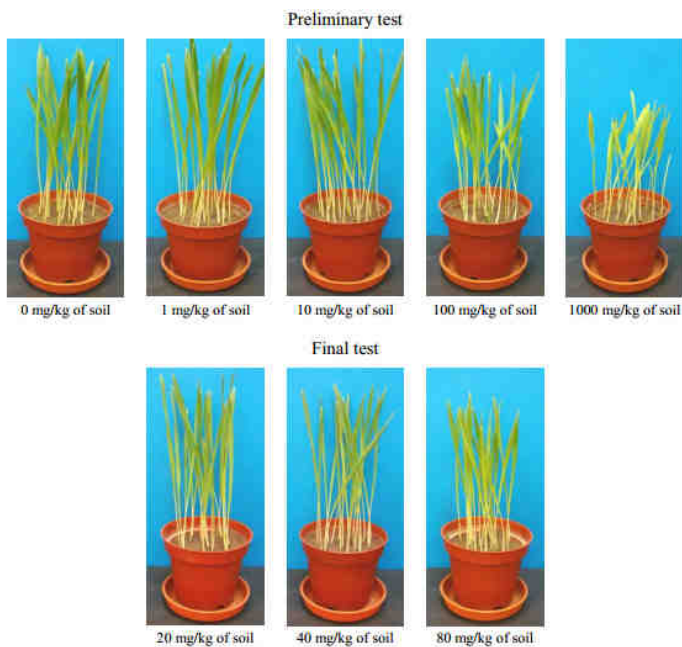 Preliminary test
0 mg/kg of soil
1 mg/kg of soil
10 mg/kg of soil
100 mg/kg of soil
1000 mg/kg of soil
Final test
20 mg/kg of soil
40 mg/kg of soil
80 mg/kg of soil